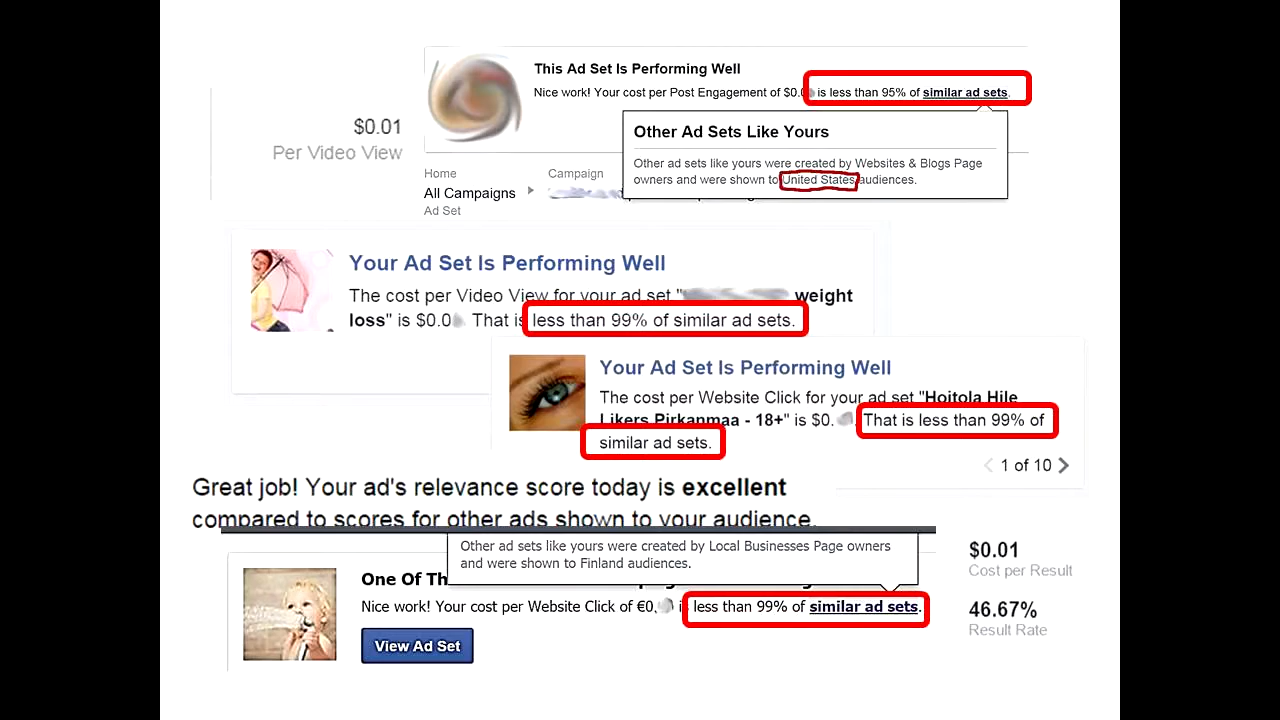 This Ad Set Is Performing Well
Nice work! Your cost per Post Engagement of $0.0 is less than 95% of similar ad sets.
$0.01
Per Video View
Other Ad Sets Like Yours
Other ad sets like yours were created by Websites & Blogs Page
owners and were shown to United States audiences.
Home
Campaign
All Campaigns
Ad Set
Your Ad Set Is Performing Well
The cost per Video View for your ad set " weight
loss" is $0.0 That is less than 99% of similar ad sets.
Your Ad Set Is Performing Well
The cost per Website Click for your ad set "Hoitola Hile
Likers Pirkanmaa - 18+" is $0. That is less than 99% of
similar ad sets.
1 of 10
Great job! Your ad's relevance score today is excellent
compared to scores for other ads shown to your audience.
Other ad sets like yours were created by Local Businesses Page owners
and were shown to Finland audiences.
One Of
Nice work! Your cost per Website Click of €0, is less than 99% of similar ad sets.
View Ad Set
$0.01
Cost per Result
46.67%
Result Rate